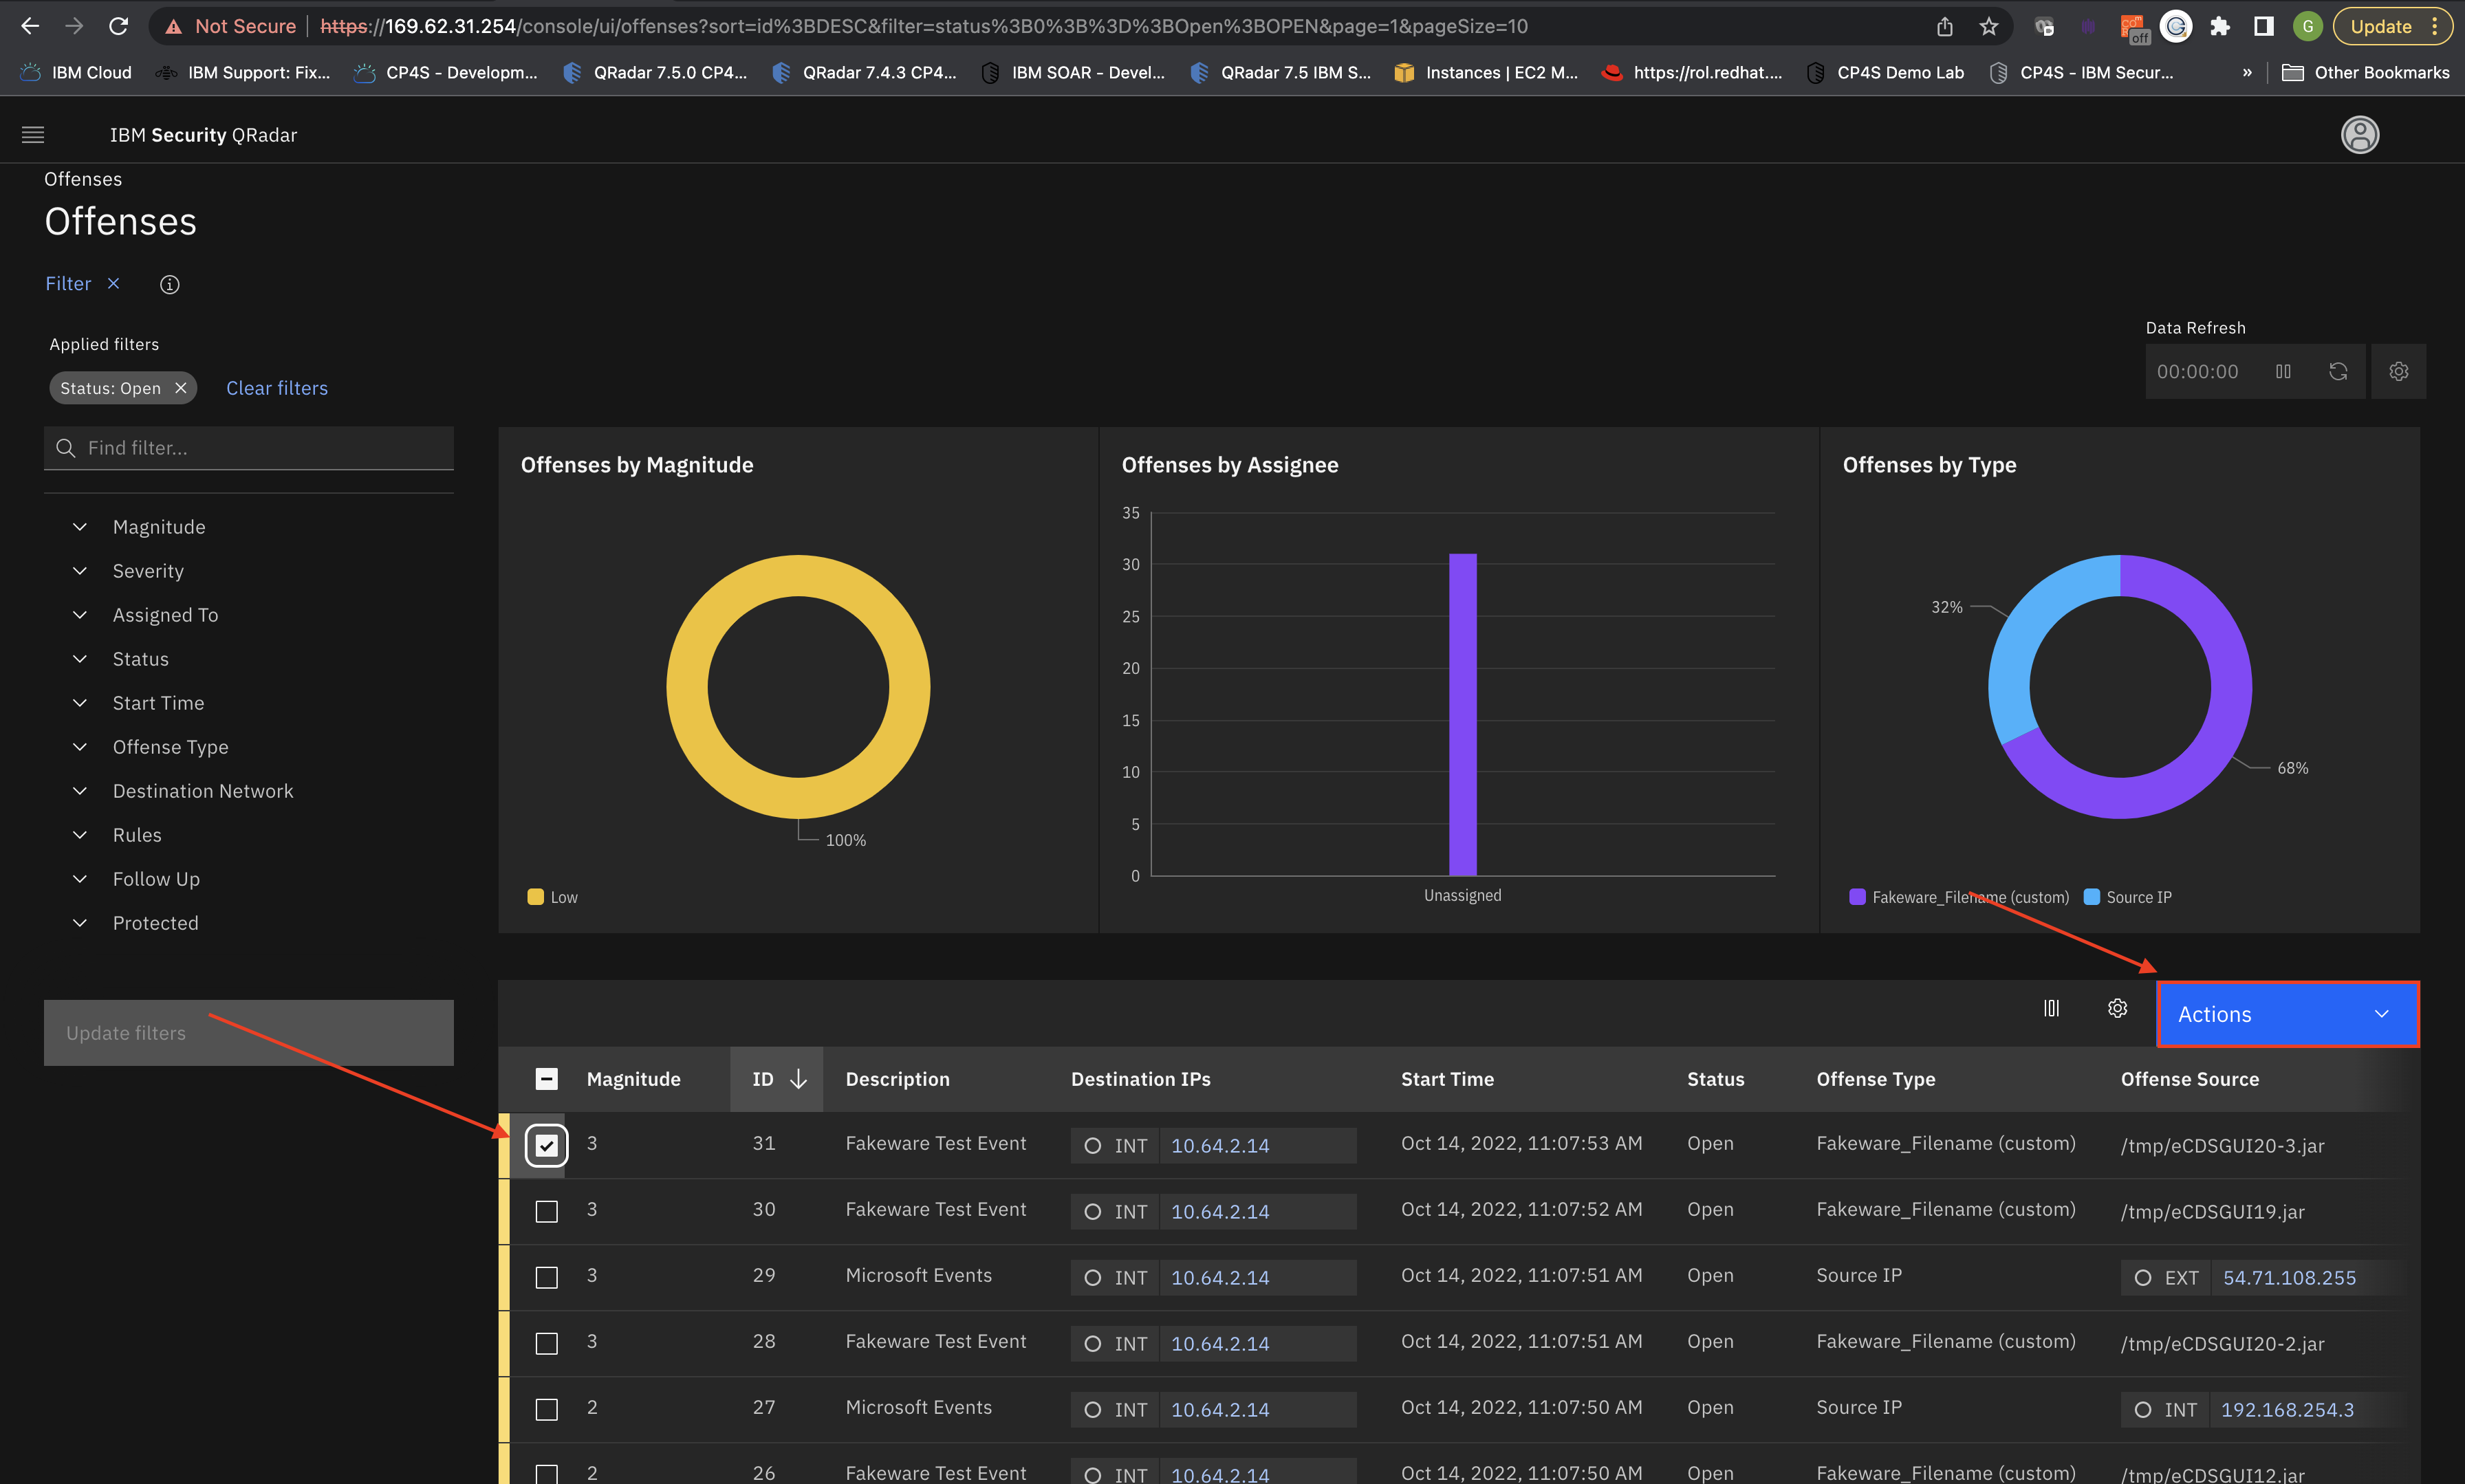 Not Secure https://169.62.31.254/console/ui/offenses?sort=id%3BDESC&filter=status%3B0%3B%3D%3BOpen%3BOPEN&page=1&pageSize=10 off G Update
IBM Cloud IBM Support: Fix... CP4S - Developm... QRadar 7.5.0 CP4... QRadar 7.4.3 CP4... IBM SOAR - Devel... QRadar 7.5 IBM S... Instances | EC2 M... https://rol.redhat.... CP4S Demo Lab CP4S - IBM Secur... » Other Bookmarks
IBM Security QRadar
Offenses
Offenses
Filter
Data Refresh
Applied filters
00:00:00
Status: Open Clear filters
Find filter...
Magnitude
Severity
Assigned To
Status
Start Time
Offense Type
Destination Network
Rules
Follow Up
Protected
Update filters
Offenses by Magnitude
100%
Low
Offenses by Assignee
35
30
25
20
15
10
5
0
Unassigned
Offenses by Type
32%
68%
Fakeware_Filename (custom) Source IP
Actions
Magnitude ID Description Destination IPs Start Time Status Offense Type Offense Source
3 31 Fakeware Test Event INT 10.64.2.14 Oct 14, 2022, 11:07:53 AM Open Fakeware_Filename (custom) /tmp/eCDSGUI20-3.jar
3 30 Fakeware Test Event INT 10.64.2.14 Oct 14, 2022, 11:07:52 AM Open Fakeware_Filename (custom) /tmp/eCDSGUI19.jar
3 29 Microsoft Events INT 10.64.2.14 Oct 14, 2022, 11:07:51 AM Open Source IP EXT 54.71.108.255
3 28 Fakeware Test Event INT 10.64.2.14 Oct 14, 2022, 11:07:51 AM Open Fakeware_Filename (custom) /tmp/eCDSGUI20-2.jar
2 27 Microsoft Events INT 10.64.2.14 Oct 14, 2022, 11:07:50 AM Open Source IP INT 192.168.254.3
2 26 Fakeware Test Event INT 10.64.2.14 Oct 14, 2022, 11:07:50 AM Open Fakeware_Filename (custom) /tmp/eCDSGUI12.jar